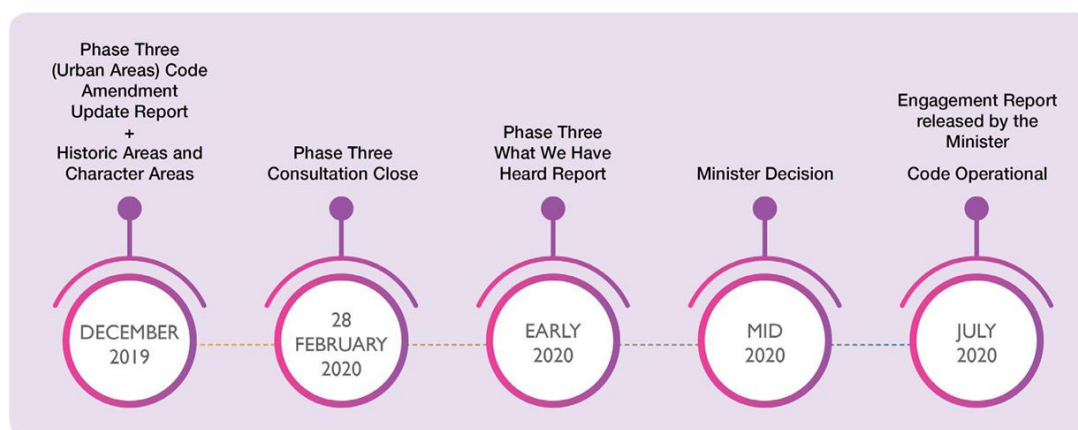 Phase Three
(Urban Areas) Code
Amendment
Update Report
+
Historic Areas and
Character Areas
DECEMBER
2019
Phase Three
Consultation Close
28
FEBRUARY
2020
Phase Three
What We Have
Heard Report
EARLY
2020
Minister Decision
MID
2020
Engagement Report
released by the
Minister
Code Operational
JULY
2020